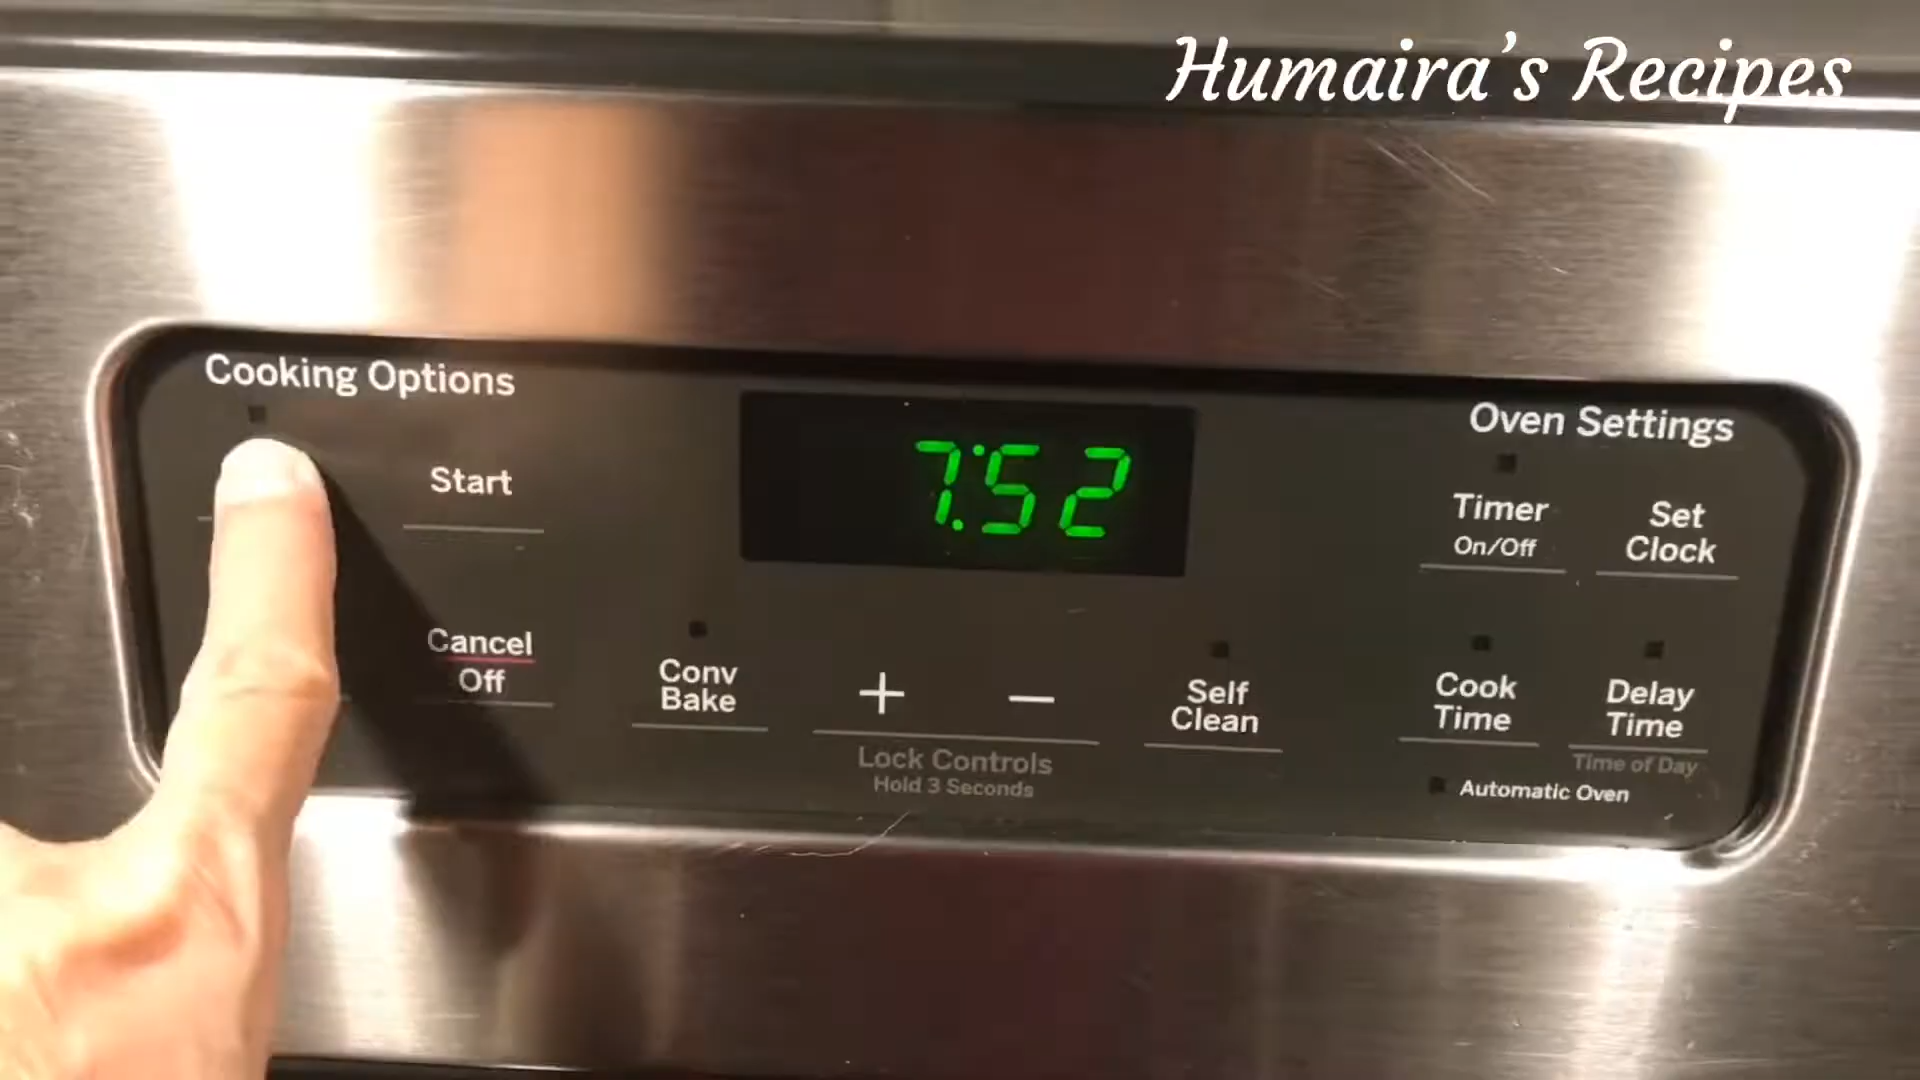 Humaira's Recipes
Cooking Options
Start
Cancel
Off
Conv
Bake
7:52
+
−
Lock Controls
Hold 3 Seconds
Self
Clean
Oven Settings
Timer
On/Off
Set
Clock
Cook
Time
Delay
Time
Time of Day
Automatic Oven